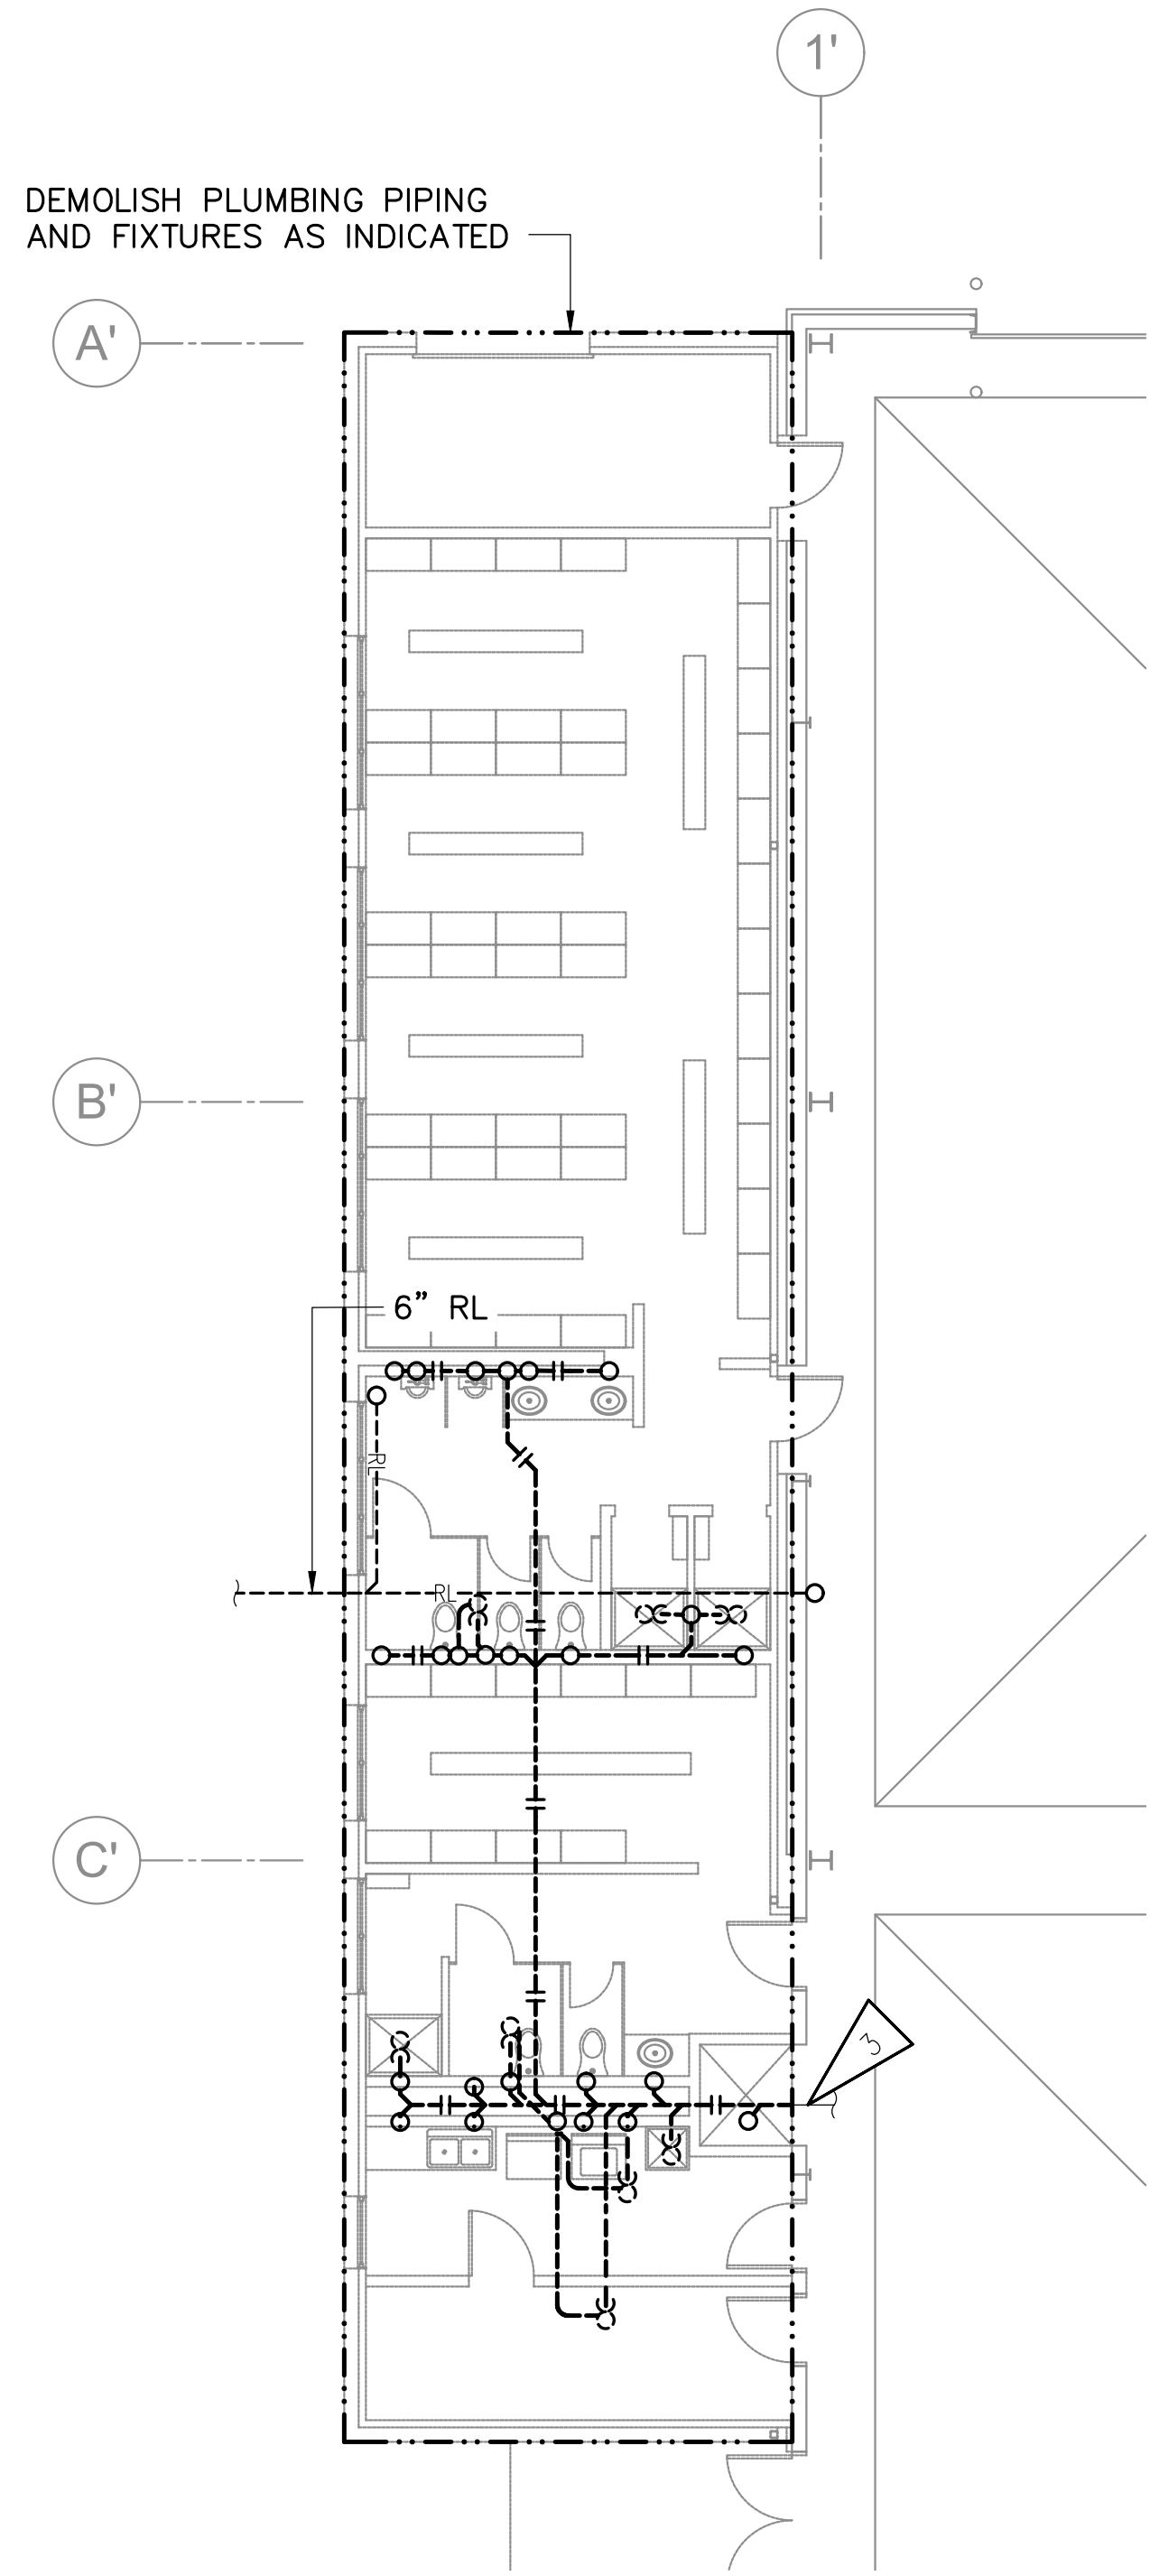 1'
DEMOLISH PLUMBING PIPING
AND FIXTURES AS INDICATED
A'
B'
6" RL
RL
RL
C'
3